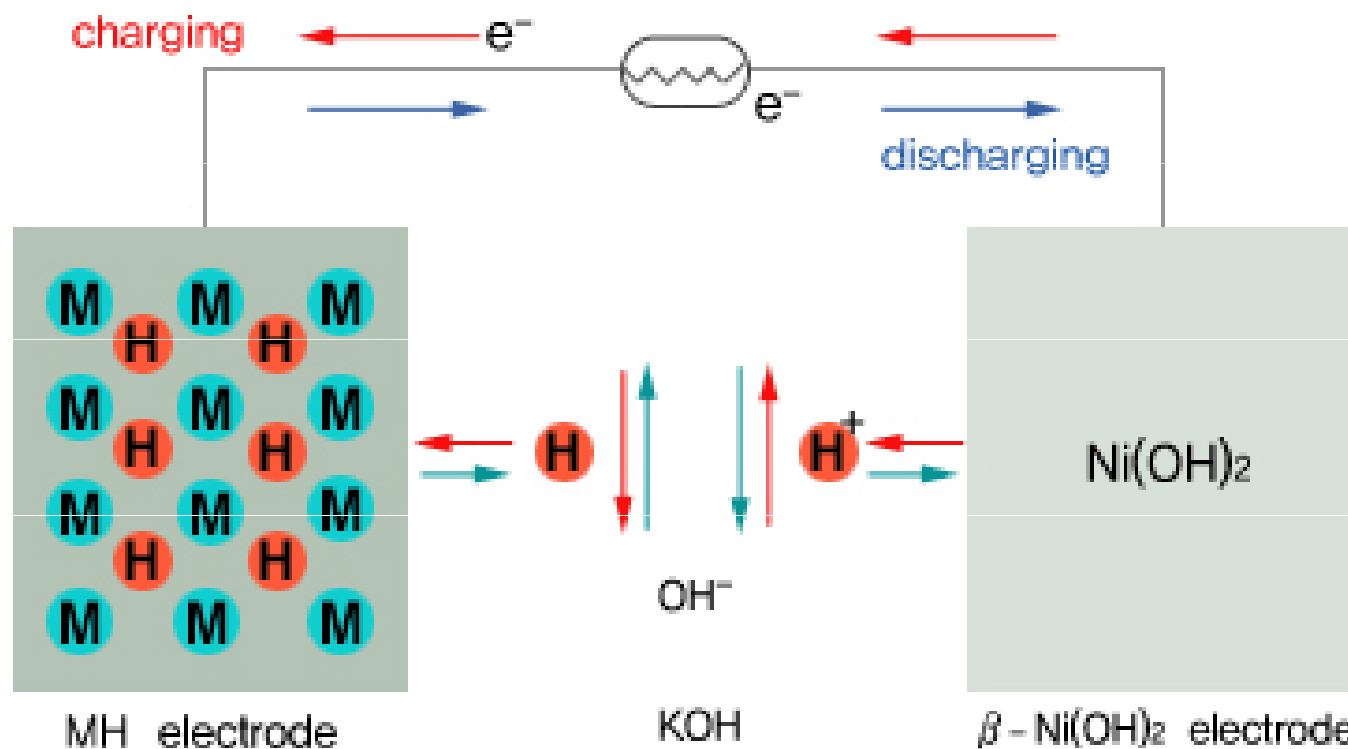 charging e⁻
e⁻
discharging
M M M
H H
M M M
H H H H⁺ Ni(OH)₂
M M M
H H
OH⁻
M M M
MH electrode KOH β-Ni(OH)₂ electrode